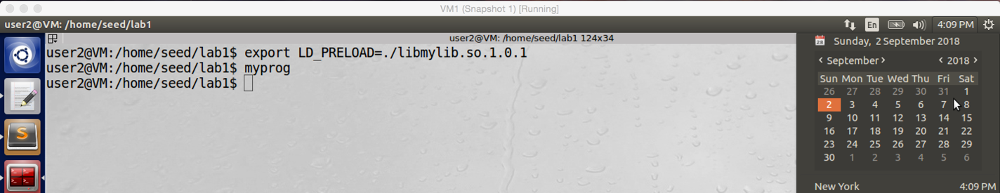 VM1 (Snapshot 1) [Running]
user2@VM: /home/seed/lab1
En
4:09 PM
user2@VM: /home/seed/lab1 124x34
user2@VM:/home/seed/lab1$ export LD_PRELOAD=./libmylib.so.1.0.1
user2@VM:/home/seed/lab1$ myprog
user2@VM:/home/seed/lab1$
28
Sunday, 2 September 2018
September
2018
Sun Mon Tue Wed Thu Fri Sat
26 27 28 29 30 31 1
2 3 4 5 6 7 8
9 10 11 12 13 14 15
16 17 18 19 20 21 22
23 24 25 26 27 28 29
30 1 2 3 4 5 6
New York 4:09 PM
S